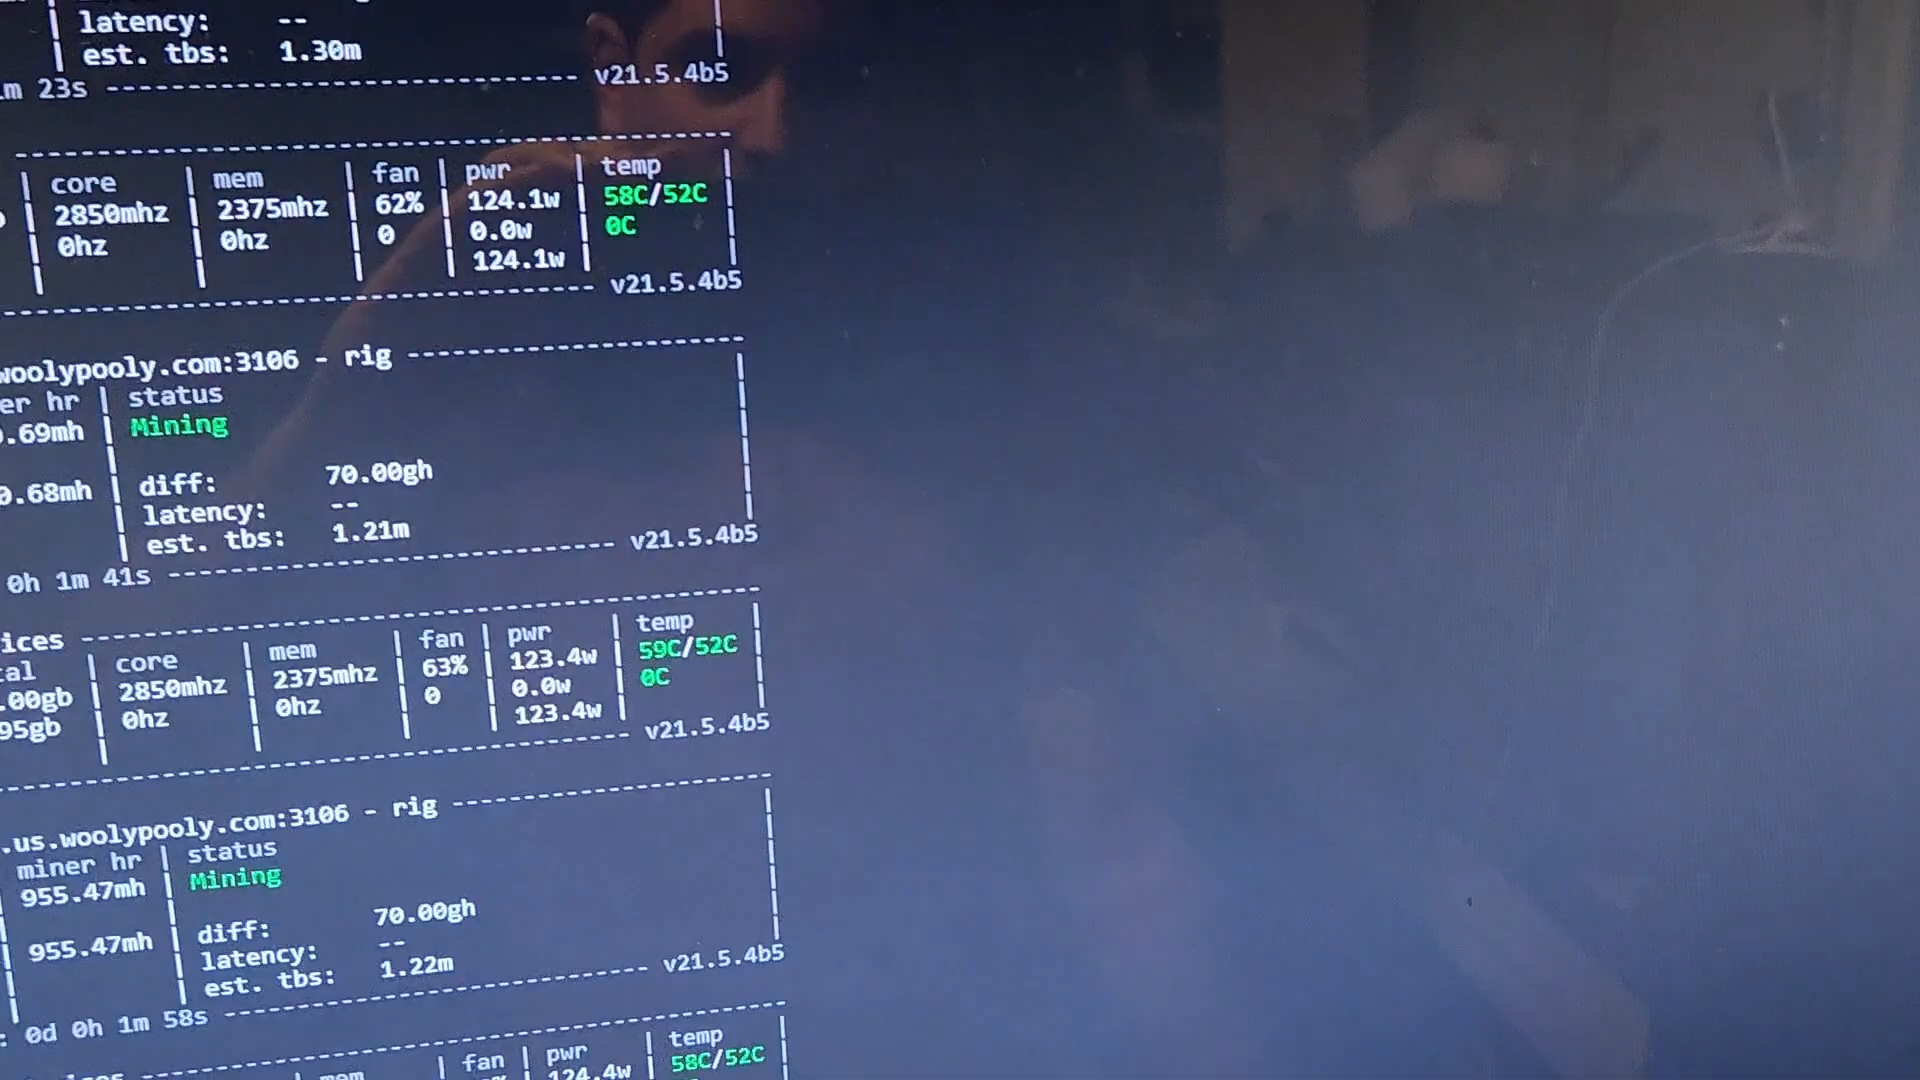 latency: --
est. tbs: 1.30m
m 23s ---------------------------------- v21.5.4b5
core | mem | fan | pwr | temp
2850mhz | 2375mhz | 62% | 124.1w | 58C/52C
0hz | 0hz | 0 | 0.0w | 0C
124.1w
v21.5.4b5
woolypooly.com:3106 - rig
er hr | status
.69mh | Mining
diff: 70.00gh
0.68mh | latency: --
est. tbs: 1.21m
0h 1m 41s ---------------------------------- v21.5.4b5
ices
tal | core | mem | fan | pwr | temp
.00gb | 2850mhz | 2375mhz | 63% | 123.4w | 59C/52C
95gb | 0hz | 0hz | 0 | 0.0w | 0C
123.4w
v21.5.4b5
.us.woolypooly.com:3106 - rig
miner hr | status
955.47mh | Mining
diff: 70.00gh
955.47mh | latency: --
est. tbs: 1.22m
: 0d 0h 1m 58s ---------------------------------- v21.5.4b5
mem | fan | pwr | temp
124.4w | 58C/52C